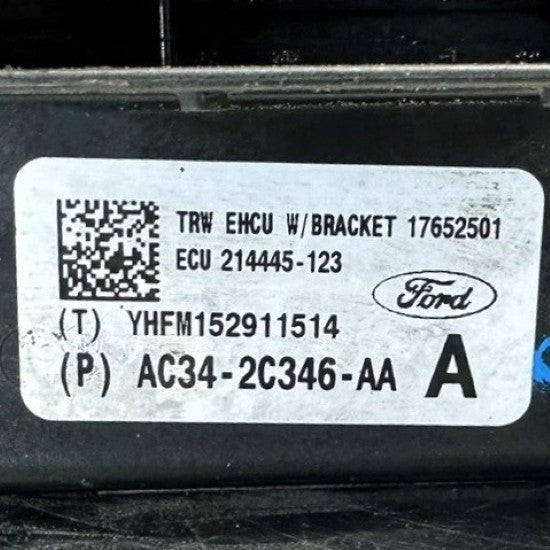 TRW EHCU W/BRACKET 17652501
ECU 214445-123
Ford
(T) YHFM152911514
(P) AC34-2C346-AA A